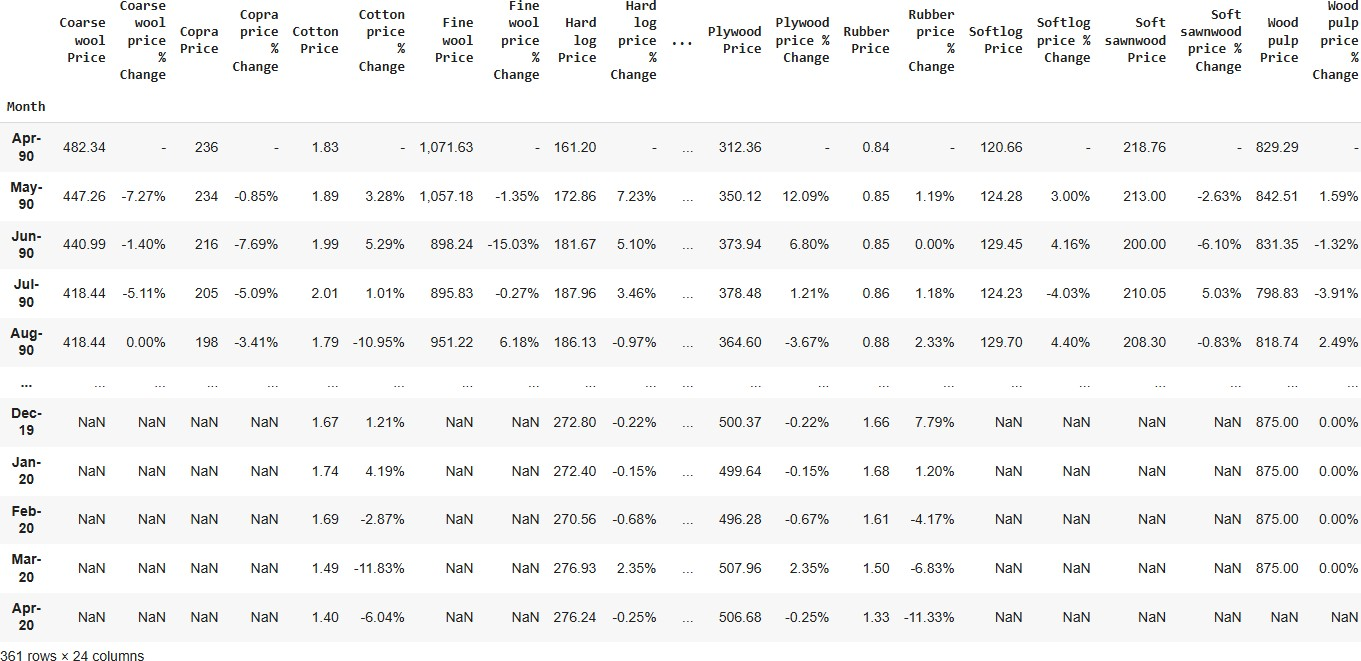 Coarse wool Price Coarse wool price % Change Copra Price Copra price % Change Cotton Price Cotton price % Change Fine wool Price Fine wool price % Change Hard log Price Hard log price % Change ... Plywood Price Plywood price % Change Rubber Price Rubber price % Change Softlog Price Softlog price % Change Soft sawnwood Price Soft sawnwood price % Change Wood pulp Price Wood pulp price % Change
Month
Apr-90 482.34 - 236 - 1.83 - 1,071.63 - 161.20 - ... 312.36 - 0.84 - 120.66 - 218.76 - 829.29 -
May-90 447.26 -7.27% 234 -0.85% 1.89 3.28% 1,057.18 -1.35% 172.86 7.23% ... 350.12 12.09% 0.85 1.19% 124.28 3.00% 213.00 -2.63% 842.51 1.59%
Jun-90 440.99 -1.40% 216 -7.69% 1.99 5.29% 898.24 -15.03% 181.67 5.10% ... 373.94 6.80% 0.85 0.00% 129.45 4.16% 200.00 -6.10% 831.35 -1.32%
Jul-90 418.44 -5.11% 205 -5.09% 2.01 1.01% 895.83 -0.27% 187.96 3.46% ... 378.48 1.21% 0.86 1.18% 124.23 -4.03% 210.05 5.03% 798.83 -3.91%
Aug-90 418.44 0.00% 198 -3.41% 1.79 -10.95% 951.22 6.18% 186.13 -0.97% ... 364.60 -3.67% 0.88 2.33% 129.70 4.40% 208.30 -0.83% 818.74 2.49%
... ... ... ... ... ... ... ... ... ... ... ... ... ... ... ... ... ... ... ... ... ...
Dec-19 NaN NaN NaN NaN 1.67 1.21% NaN NaN 272.80 -0.22% ... 500.37 -0.22% 1.66 7.79% NaN NaN NaN NaN 875.00 0.00%
Jan-20 NaN NaN NaN NaN 1.74 4.19% NaN NaN 272.40 -0.15% ... 499.64 -0.15% 1.68 1.20% NaN NaN NaN NaN 875.00 0.00%
Feb-20 NaN NaN NaN NaN 1.69 -2.87% NaN NaN 270.56 -0.68% ... 496.28 -0.67% 1.61 -4.17% NaN NaN NaN NaN 875.00 0.00%
Mar-20 NaN NaN NaN NaN 1.49 -11.83% NaN NaN 276.93 2.35% ... 507.96 2.35% 1.50 -6.83% NaN NaN NaN NaN 875.00 0.00%
Apr-20 NaN NaN NaN NaN 1.40 -6.04% NaN NaN 276.24 -0.25% ... 506.68 -0.25% 1.33 -11.33% NaN NaN NaN NaN NaN NaN
361 rows × 24 columns